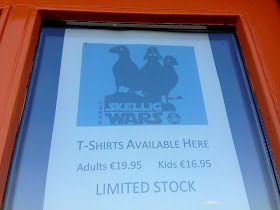 SKELLIG
WARS
T-SHIRTS AVAILABLE HERE
Adults €19.95 Kids €16.95
LIMITED STOCK